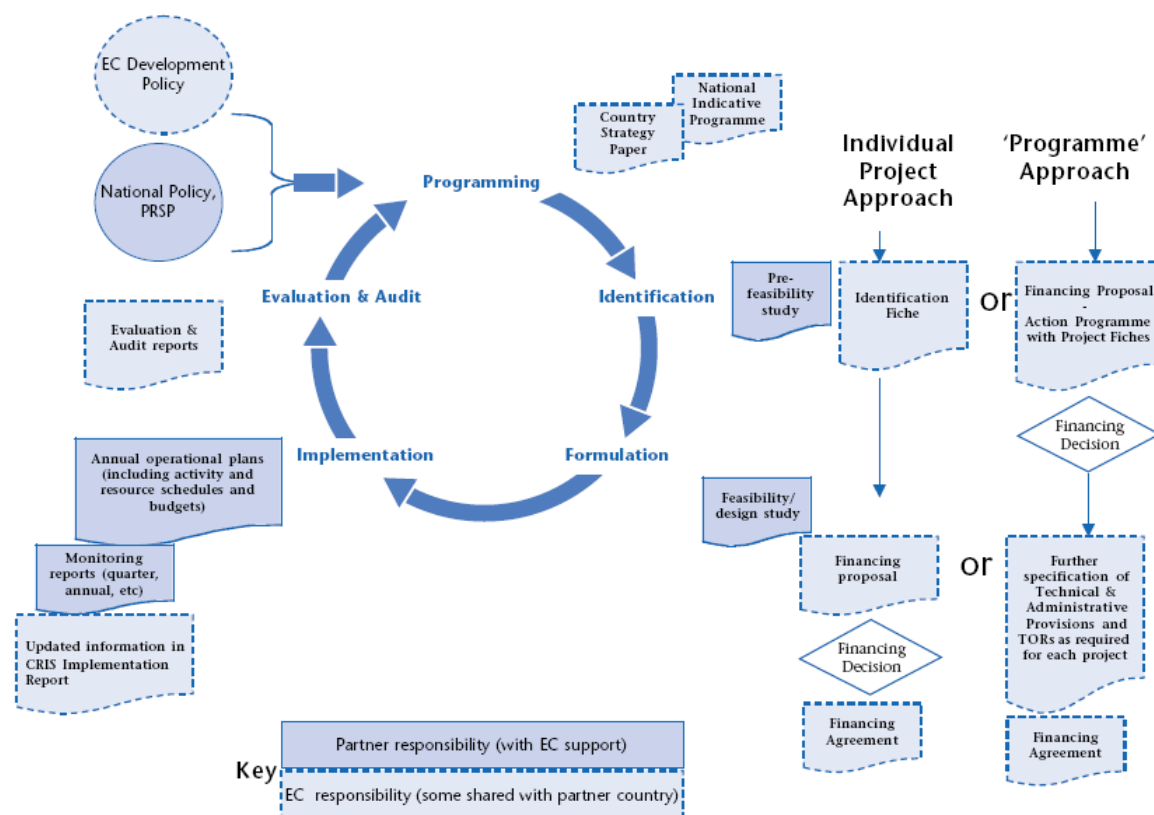 EC Development
Policy
National Policy,
PRSP
Programming
Country
Strategy
Paper
National
Indicative
Programme
Individual
Project
Approach
'Programme'
Approach
Evaluation & Audit
Identification
Evaluation &
Audit reports
Pre-
feasibility
study
Identification
Fiche
or
Financing Proposal
-
Action Programme
with Project Fiches
Financing
Decision
Implementation
Formulation
Annual operational plans
(including activity and
resource schedules and
budgets)
Monitoring
reports (quarter,
annual, etc)
Updated information in
CRIS Implementation
Report
Feasibility/
design study
Financing
proposal
or
Further
specification of
Technical &
Administrative
Provisions and
TORs as required
for each project
Financing
Decision
Financing
Agreement
Financing
Agreement
Key
Partner responsibility (with EC support)
EC responsibility (some shared with partner country)